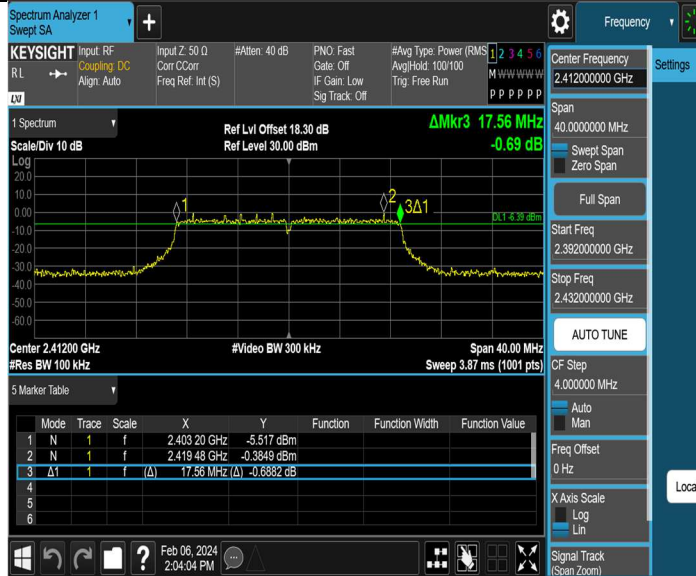 Spectrum Analyzer 1
Swept SA
+
Frequency
KEYSIGHT
RL
LXI
Input: RF
Coupling: DC
Align: Auto
Input Z: 50 Ω
Corr CCorr
Freq Ref: Int (S)
#Atten: 40 dB
PNO: Fast
Gate: Off
IF Gain: Low
Sig Track: Off
#Avg Type: Power (RMS
Avg|Hold: 100/100
Trig: Free Run
1 2 3 4 5 6
M W W W W W
P P P P P P
1 Spectrum
Scale/Div 10 dB
Ref Lvl Offset 18.30 dB
Ref Level 30.00 dBm
ΔMkr3 17.56 MHz
-0.69 dB
Log
20.0
10.0
0.00
-10.0
-20.0
-30.0
-40.0
-50.0
-60.0
1
2
3Δ1
DL1 -6.39 dBm
Center 2.41200 GHz
#Video BW 300 kHz
Span 40.00 MHz
#Res BW 100 kHz
Sweep 3.87 ms (1001 pts)
5 Marker Table
Mode Trace Scale X Y Function Function Width Function Value
1 N 1 f 2.403 20 GHz -5.517 dBm
2 N 1 f 2.419 48 GHz -0.3849 dBm
3 Δ1 1 f (Δ) 17.56 MHz (Δ) -0.6882 dB
4
5
6
?
Feb 06, 2024
2:04:04 PM
Center Frequency
2.412000000 GHz
Span
40.0000000 MHz
Swept Span
Zero Span
Full Span
Start Freq
2.392000000 GHz
Stop Freq
2.432000000 GHz
AUTO TUNE
CF Step
4.000000 MHz
Auto
Man
Freq Offset
0 Hz
X Axis Scale
Log
Lin
Signal Track
(Span Zoom)
Settings
Loca